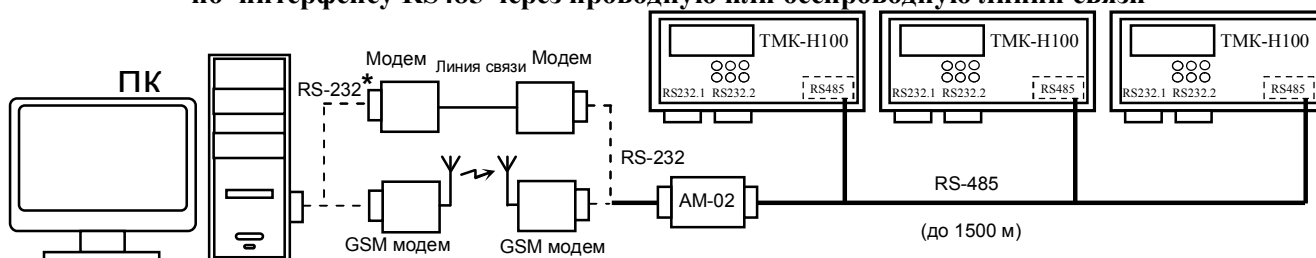 по интерфейсу RS485 через проводную или беспроводную линии связи
ПК
RS-232*
Модем
Линия связи
Модем
GSM модем
GSM модем
RS-232
АМ-02
ТМК-Н100
RS232.1 RS232.2
RS485
ТМК-Н100
RS232.1 RS232.2
RS485
ТМК-Н100
RS232.1 RS232.2
RS485
RS-485
(до 1500 м)